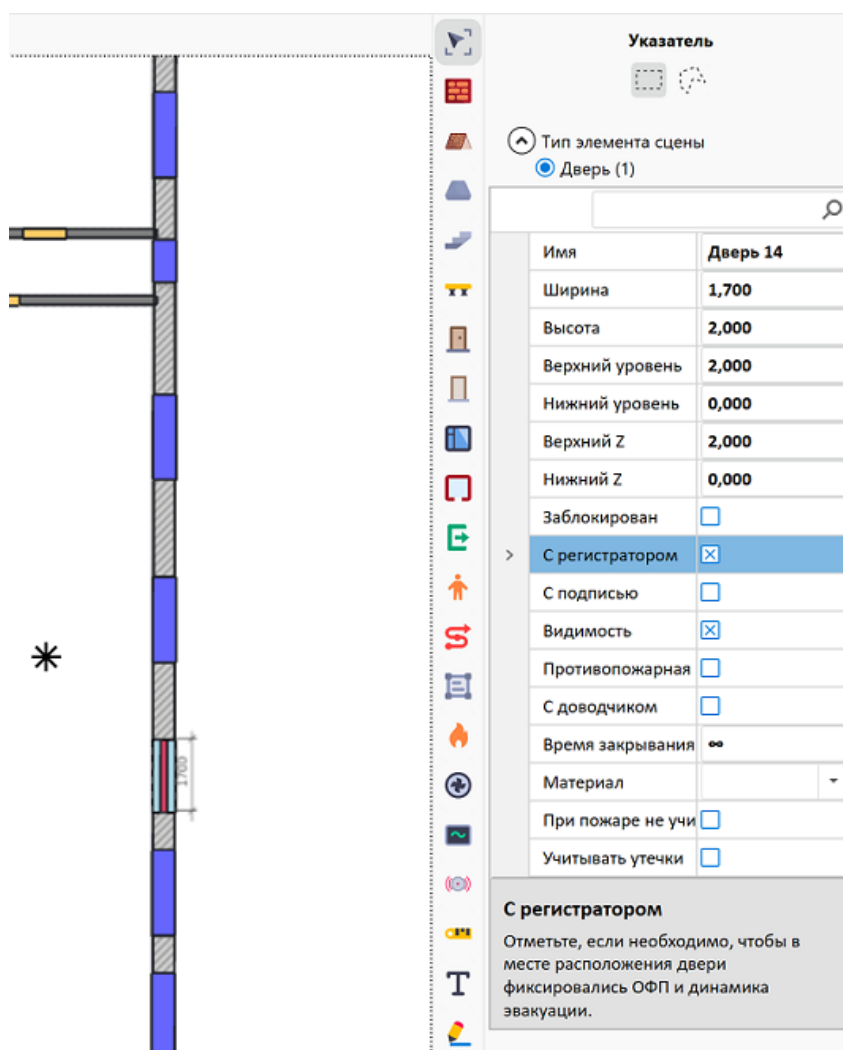 Указатель
Тип элемента сцены
Дверь (1)
Имя Дверь 14
Ширина 1,700
Высота 2,000
Верхний уровень 2,000
Нижний уровень 0,000
Верхний Z 2,000
Нижний Z 0,000
Заблокирован
С регистратором
С подписью
Видимость
Противопожарная
С доводчиком
Время закрывания ∞
Материал
При пожаре не учи
Учитывать утечки
1700
С регистратором
Отметьте, если необходимо, чтобы в
месте расположения двери
фиксировались ОФП и динамика
эвакуации.
T